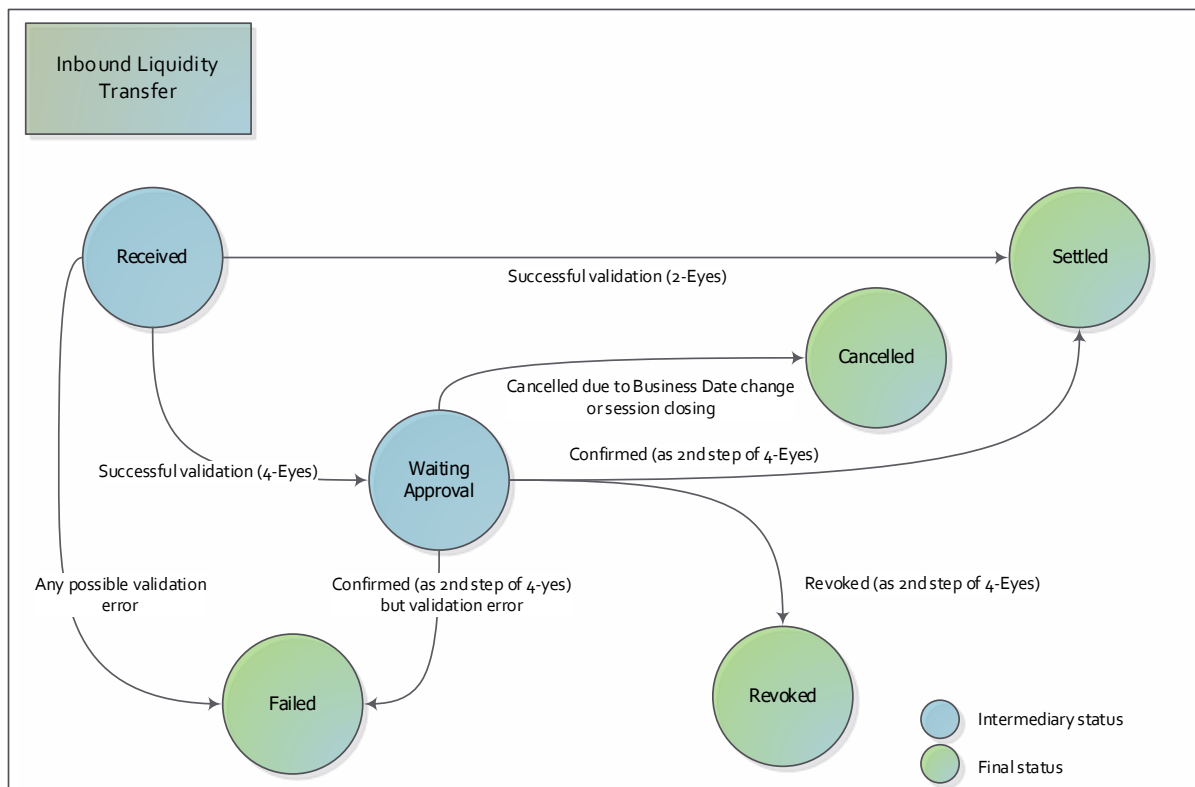 Inbound Liquidity
Transfer
Received
Settled
Successful validation (2-Eyes)
Cancelled
Cancelled due to Business Date change
or session closing
Confirmed (as 2nd step of 4-Eyes)
Successful validation (4-Eyes)
Waiting
Approval
Any possible validation
error
Confirmed (as 2nd step of 4-yes)
but validation error
Revoked (as 2nd step of 4-Eyes)
Failed
Revoked
Intermediary status
Final status